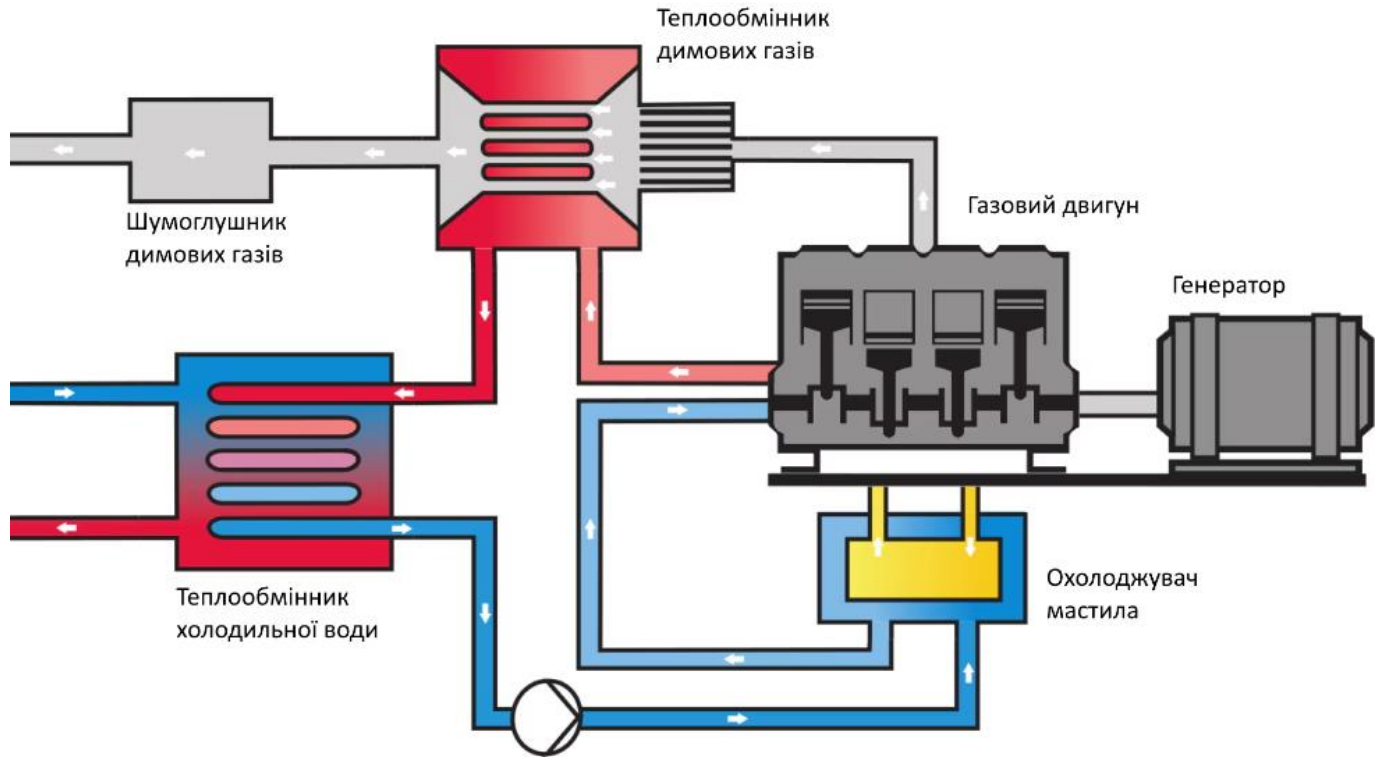 Теплообмінник
димових газів
Шумоглушник
димових газів
Газовий двигун
Генератор
Теплообмінник
холодильної води
Охолоджувач
мастила